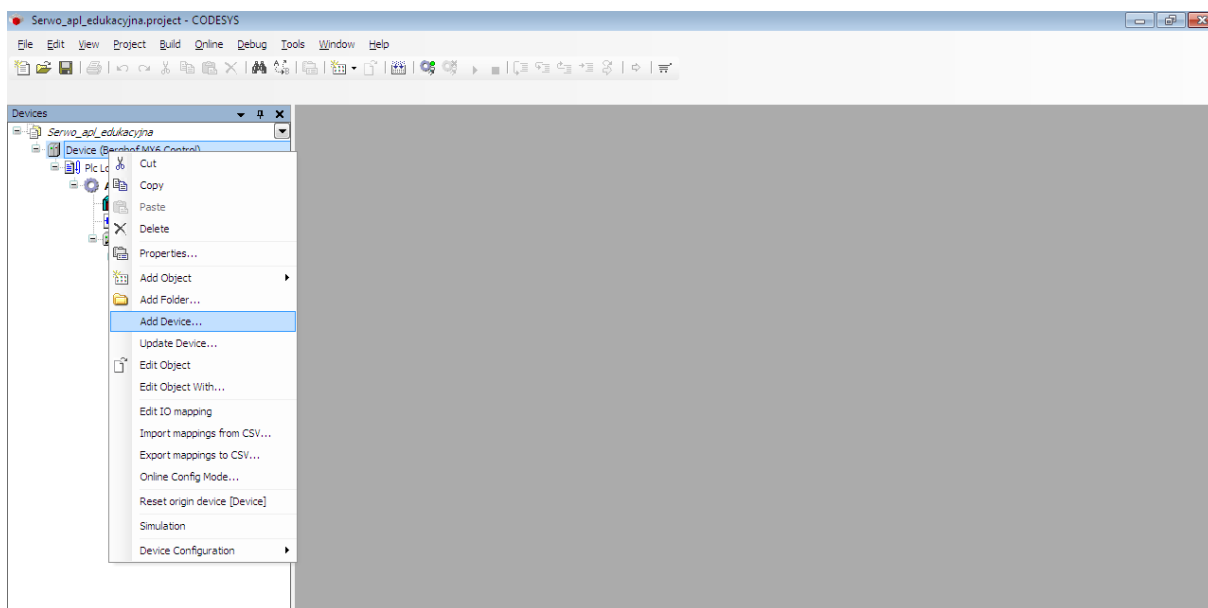 Serwo_apl_edukacyjna.project - CODESYS
File Edit View Project Build Online Debug Tools Window Help
Devices
Serwo_apl_edukacyjna
Device (Berghof MX6 Control)
Plc
Cut
Copy
Paste
Delete
Properties...
Add Object
Add Folder...
Add Device...
Update Device...
Edit Object
Edit Object With...
Edit IO mapping
Import mappings from CSV...
Export mappings to CSV...
Online Config Mode...
Reset origin device [Device]
Simulation
Device Configuration